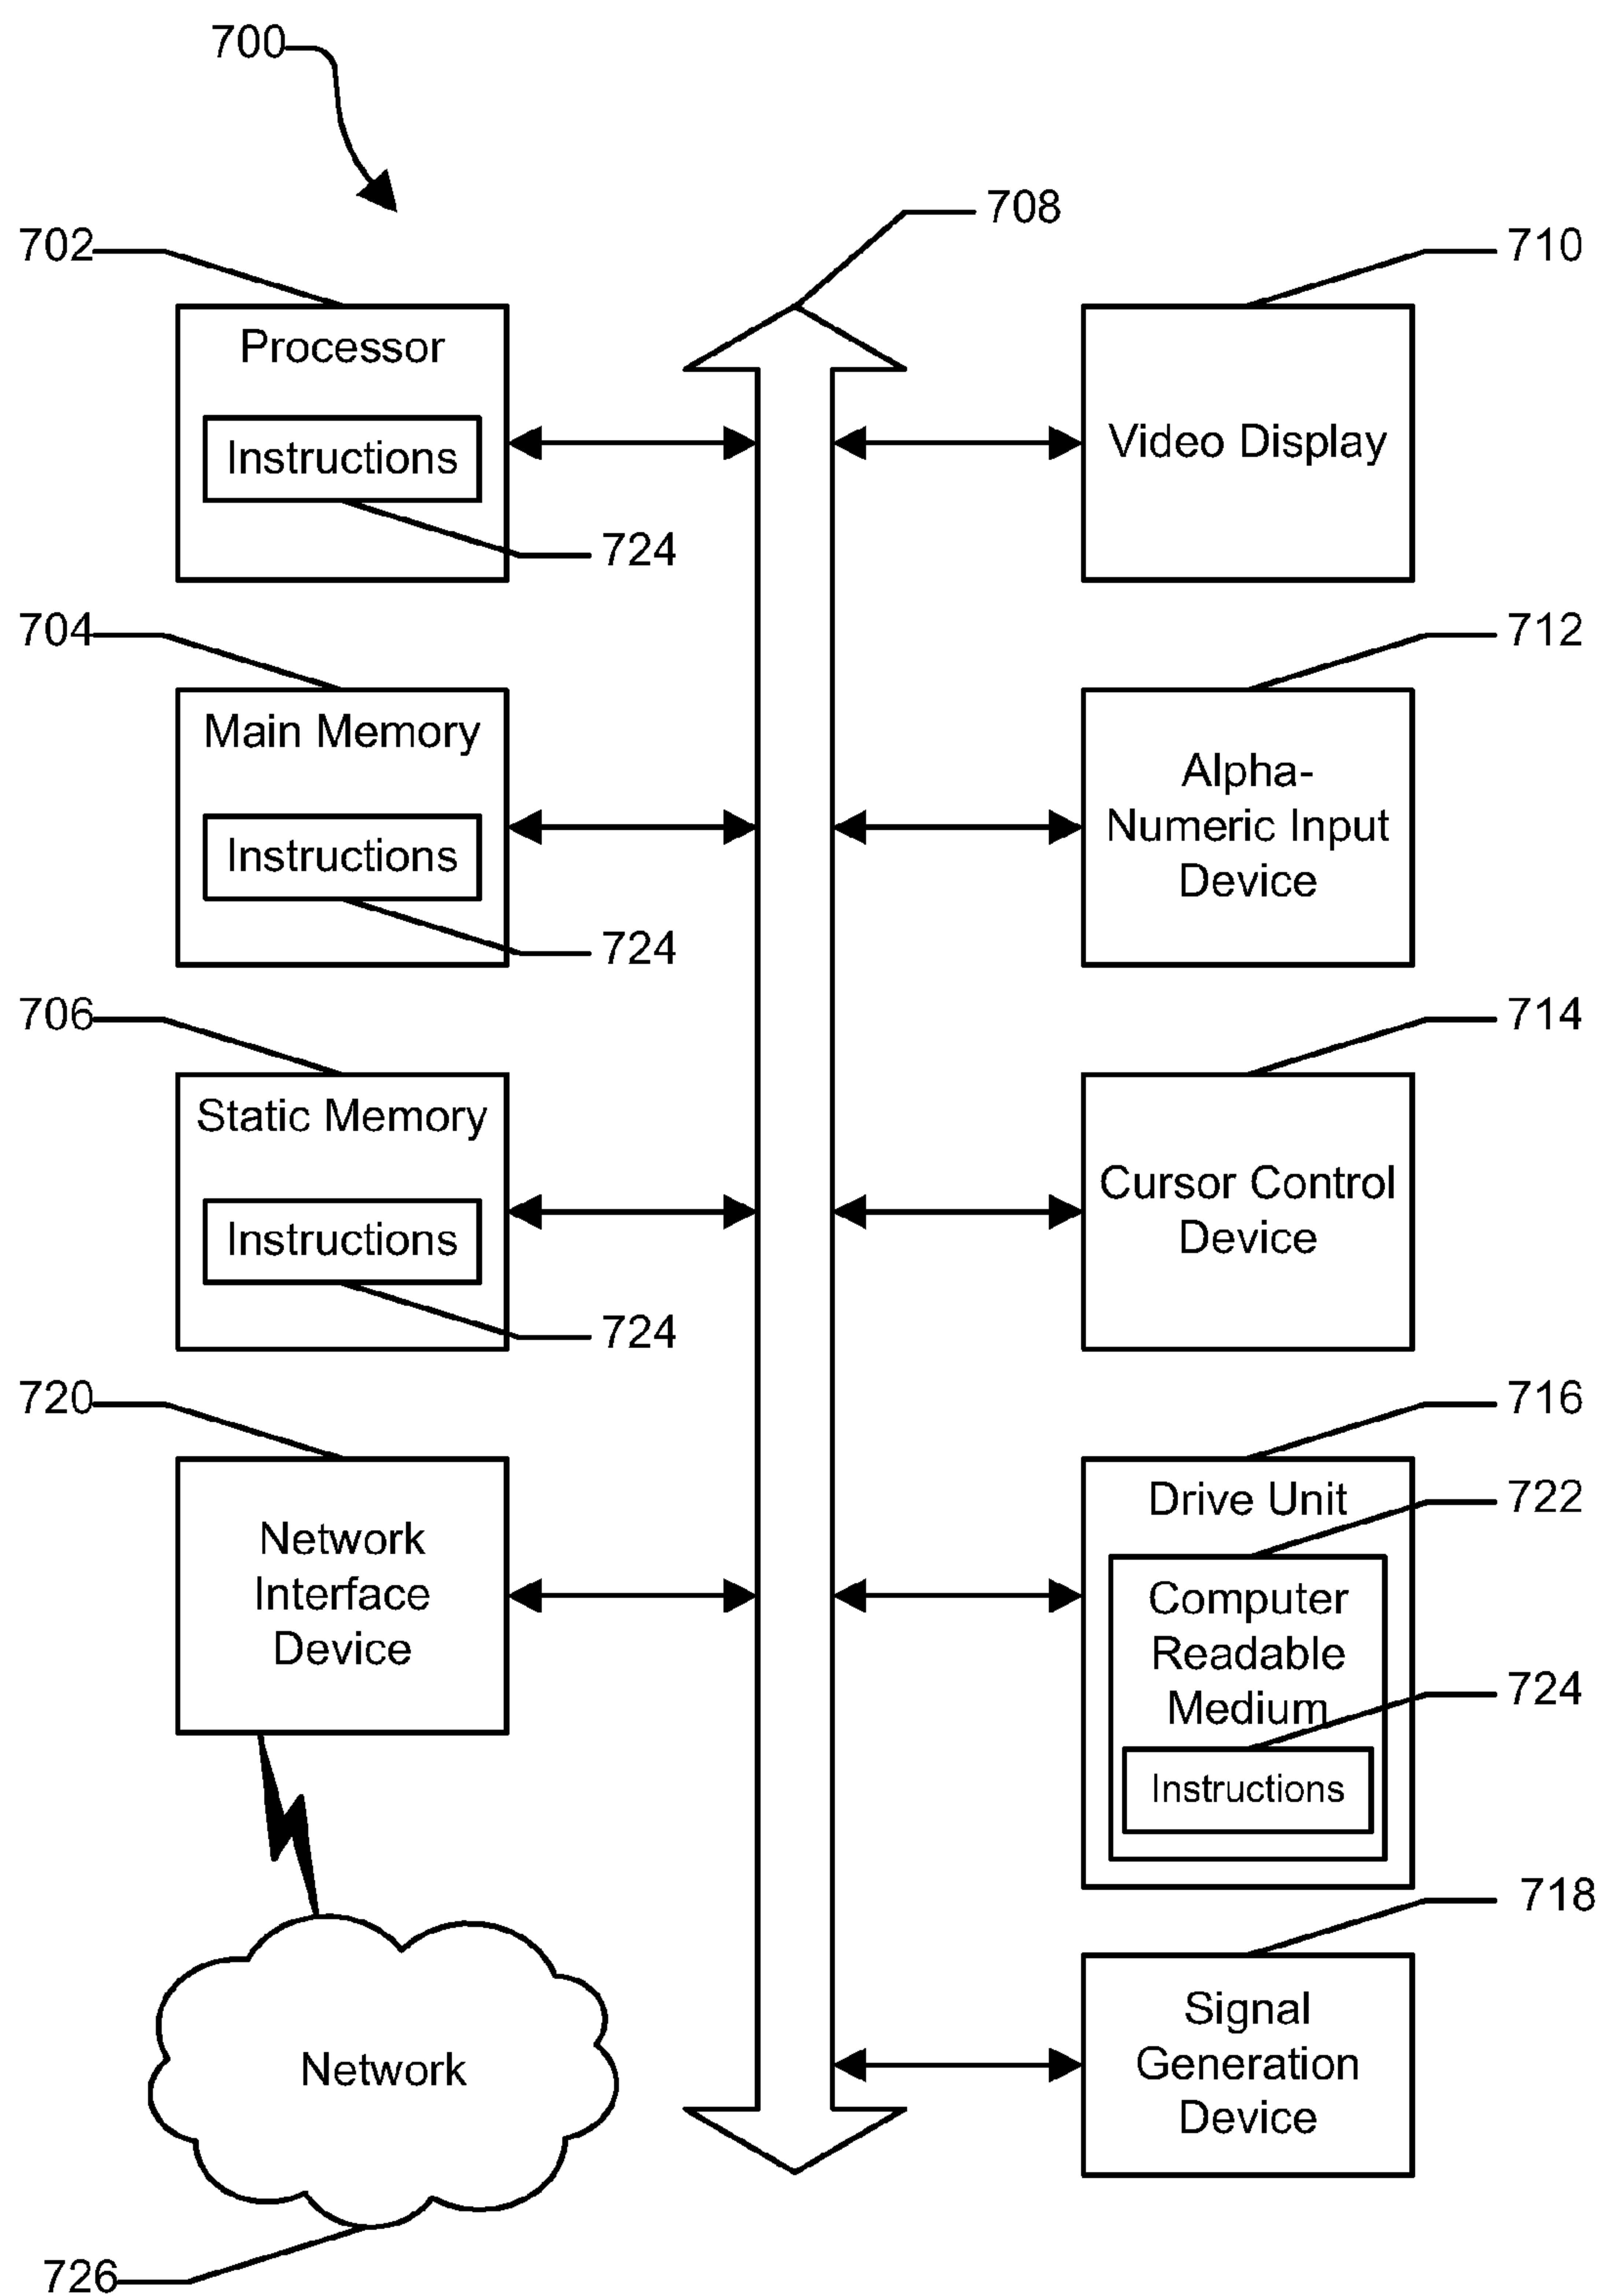 700
708
702
710
Processor
Instructions
724
Video Display
704
712
Main Memory
Instructions
724
Alpha-
Numeric Input
Device
706
714
Static Memory
Instructions
724
Cursor Control
Device
720
716
Network
Interface
Device
Drive Unit
722
Computer
Readable
Medium
724
Instructions
718
Signal
Generation
Device
Network
726